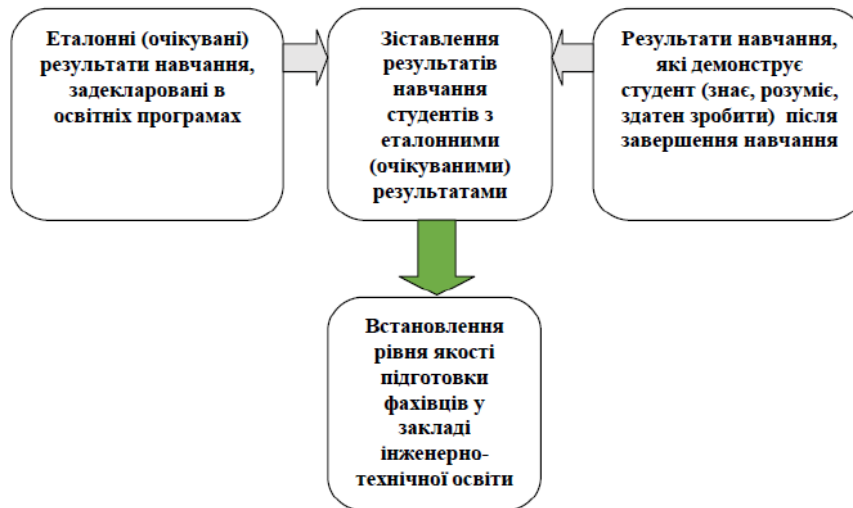 Еталонні (очікувані)
результати навчання,
задекларовані в
освітніх програмах
Зіставлення
результатів
навчання
студентів з
еталонними
(очікуваними)
результатами
Результати навчання,
які демонструє
студент (знає, розуміє,
здатен зробити) після
завершення навчання
Встановлення
рівня якості
підготовки
фахівців у
закладі
інженерно-
технічної освіти